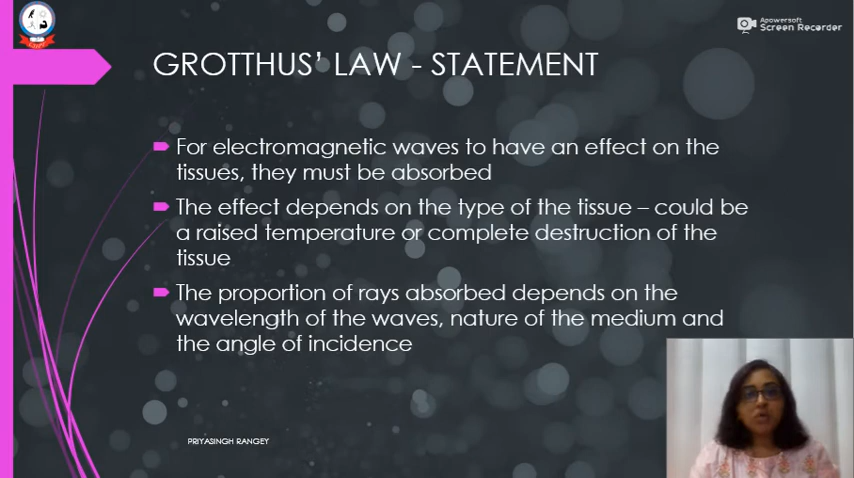 Apowersoft
Screen Recorder
GROTTHUS' LAW - STATEMENT
For electromagnetic waves to have an effect on the
tissues, they must be absorbed
The effect depends on the type of the tissue – could be
a raised temperature or complete destruction of the
tissue
The proportion of rays absorbed depends on the
wavelength of the waves, nature of the medium and
the angle of incidence
PRIYASINGH RANGEY